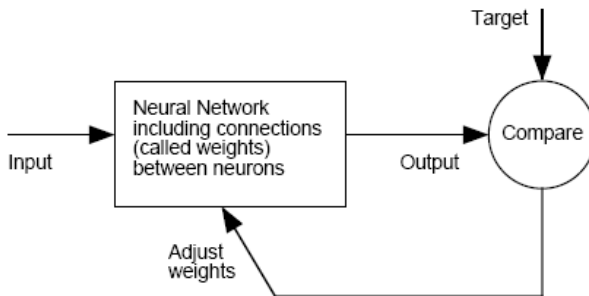 Target
Neural Network
including connections
(called weights)
between neurons
Compare
Input
Output
Adjust
weights